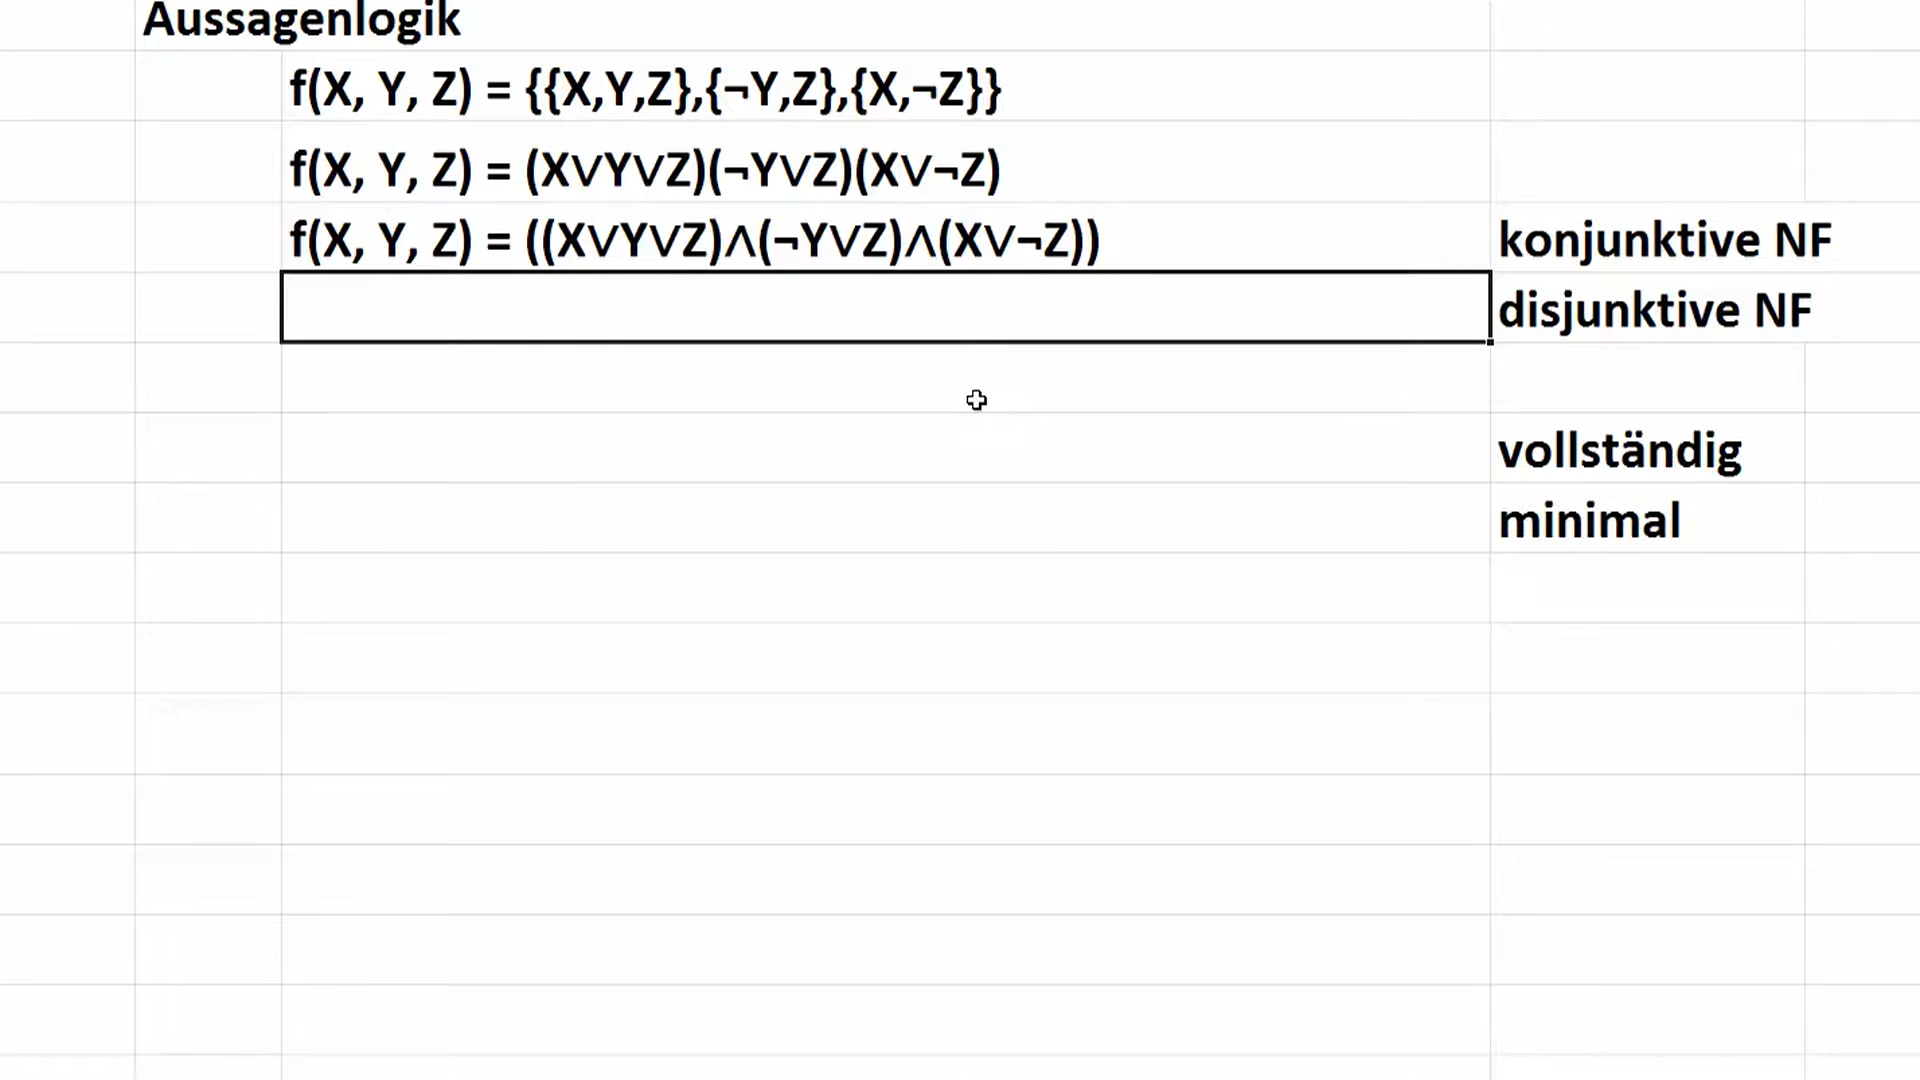 Aussagenlogik
f(X, Y, Z) = {{X,Y,Z},{¬Y,Z},{X,¬Z}}
f(X, Y, Z) = (X∨Y∨Z)(¬Y∨Z)(X∨¬Z)
f(X, Y, Z) = ((X∨Y∨Z)∧(¬Y∨Z)∧(X∨¬Z)) konjunktive NF
disjunktive NF
vollständig
minimal